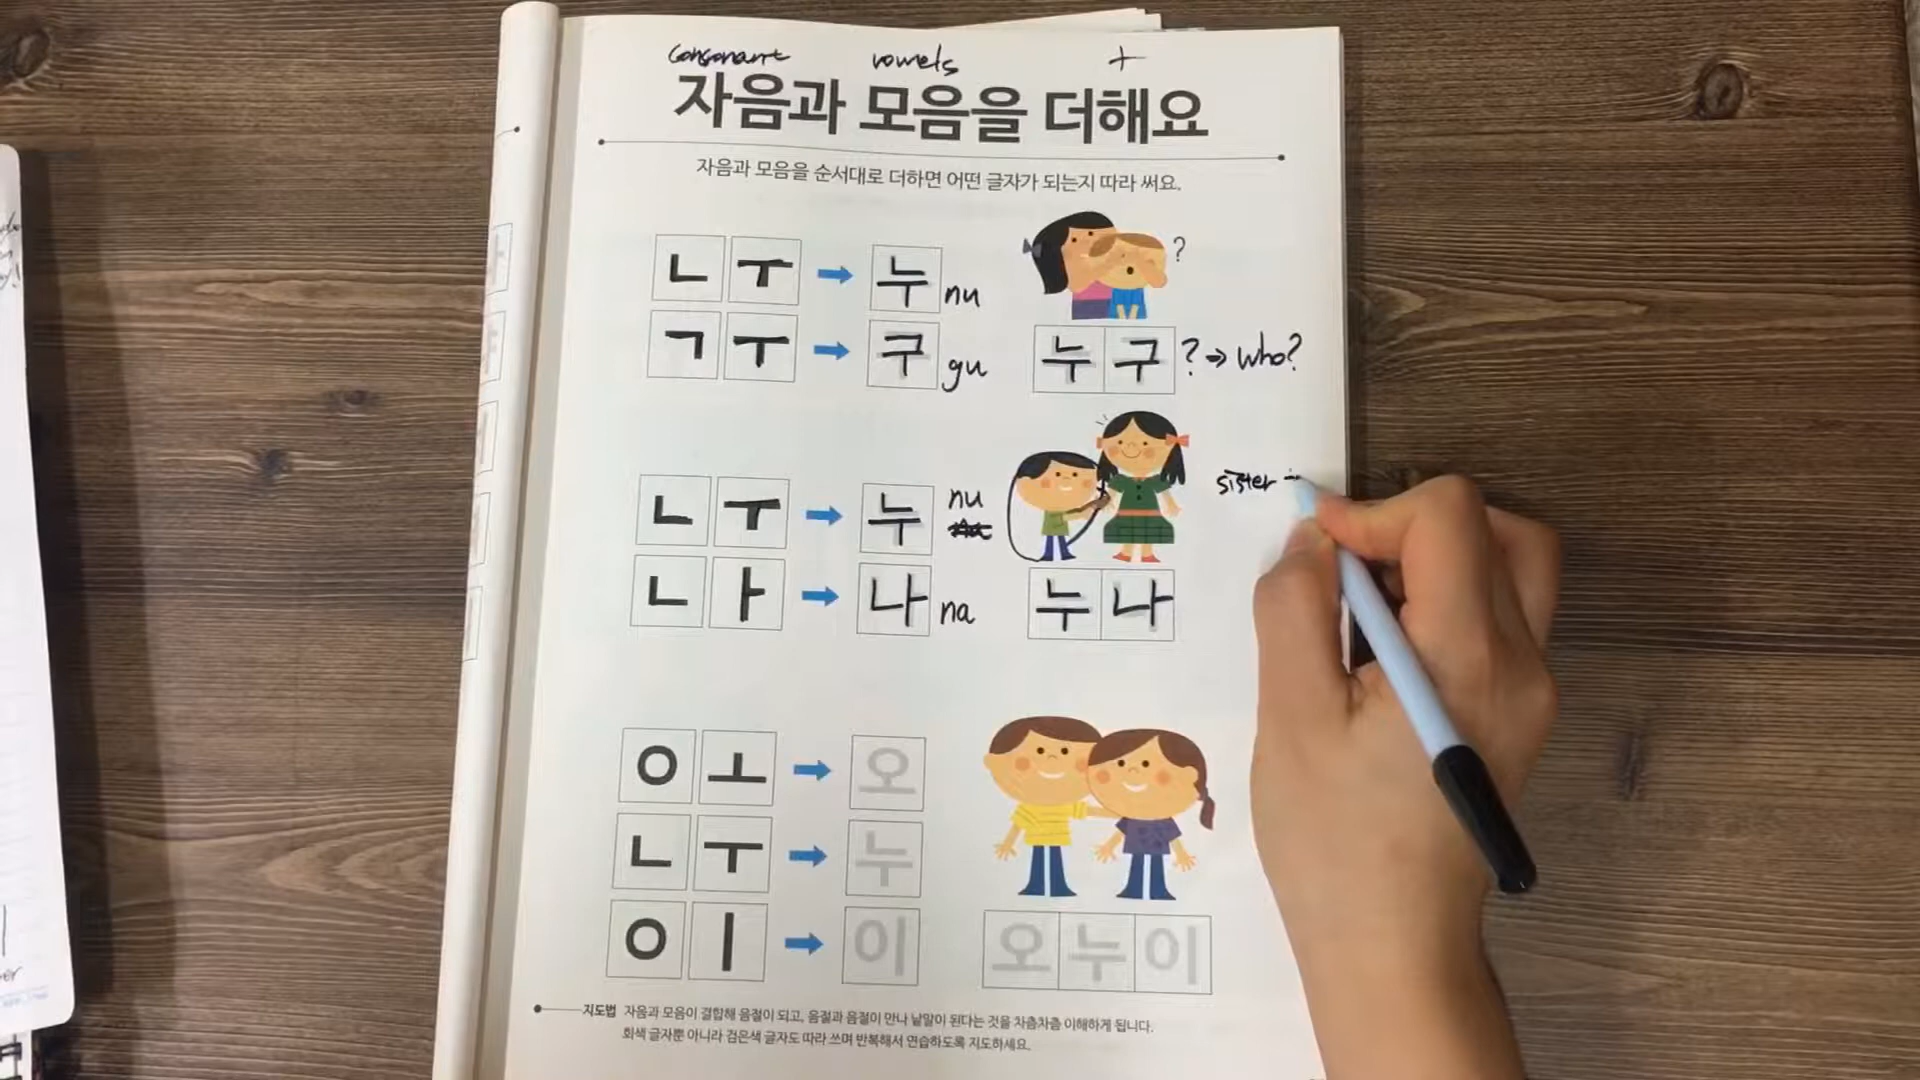 consonant vowels +
자음과 모음을 더해요
자음과 모음을 순서대로 더하면 어떤 글자가 되는지 따라 써요.
ㄴ ㅜ 누 nu ?
ㄱ ㅜ 구 gu 누구 ? → who?
sister
ㄴ ㅜ 누 nu
ㄴ ㅏ 나 na 누나
ㅇ ㅗ 오
ㄴ ㅜ 누
ㅇ ㅣ 이 오누이
지도법 자음과 모음이 결합해 음절이 되고, 음절과 음절이 만나 낱말이 된다는 것을 차츰차츰 이해하게 됩니다.
회색 글자뿐 아니라 검은색 글자도 따라 쓰며 반복해서 연습하도록 지도하세요.